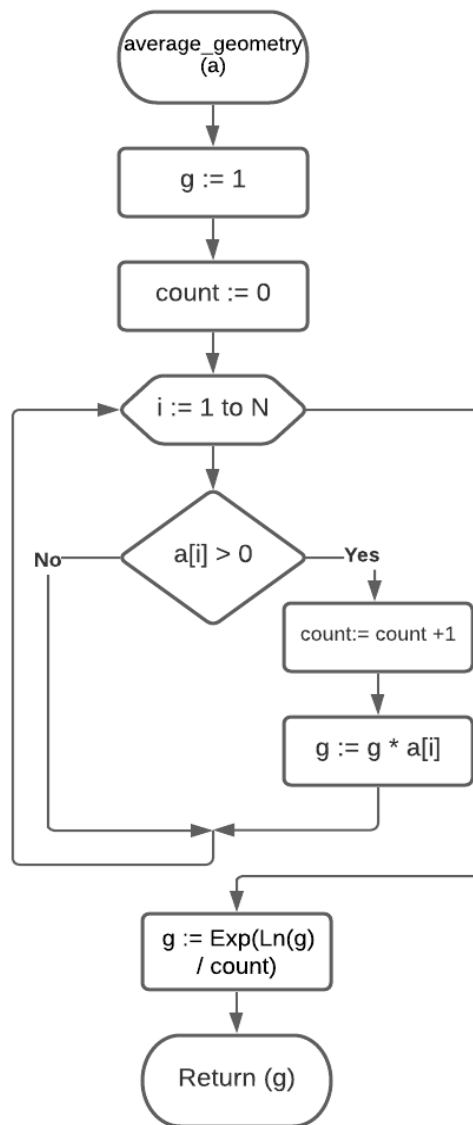 average_geometry
(a)
g := 1
count := 0
i := 1 to N
a[i] > 0
No
Yes
count:= count +1
g := g * a[i]
g := Exp(Ln(g)
/ count)
Return (g)